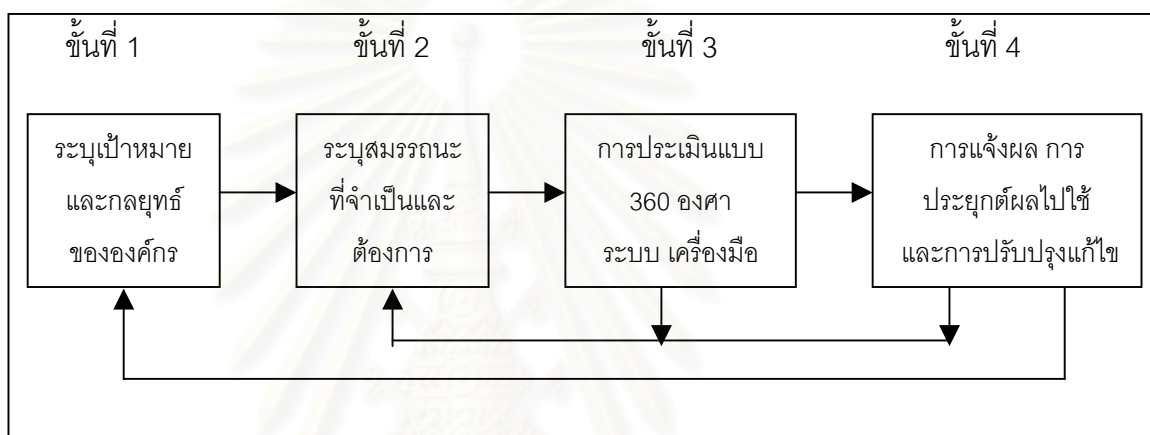 ขั้นที่ 1
ขั้นที่ 2
ขั้นที่ 3
ขั้นที่ 4
ระบุเป้าหมาย
และกลยุทธ์
ขององค์กร
ระบุสมรรถนะ
ที่จำเป็นและ
ต้องการ
การประเมินแบบ
360 องศา
ระบบ เครื่องมือ
การแจ้งผล การ
ประยุกต์ผลไปใช้
และการปรับปรุงแก้ไข